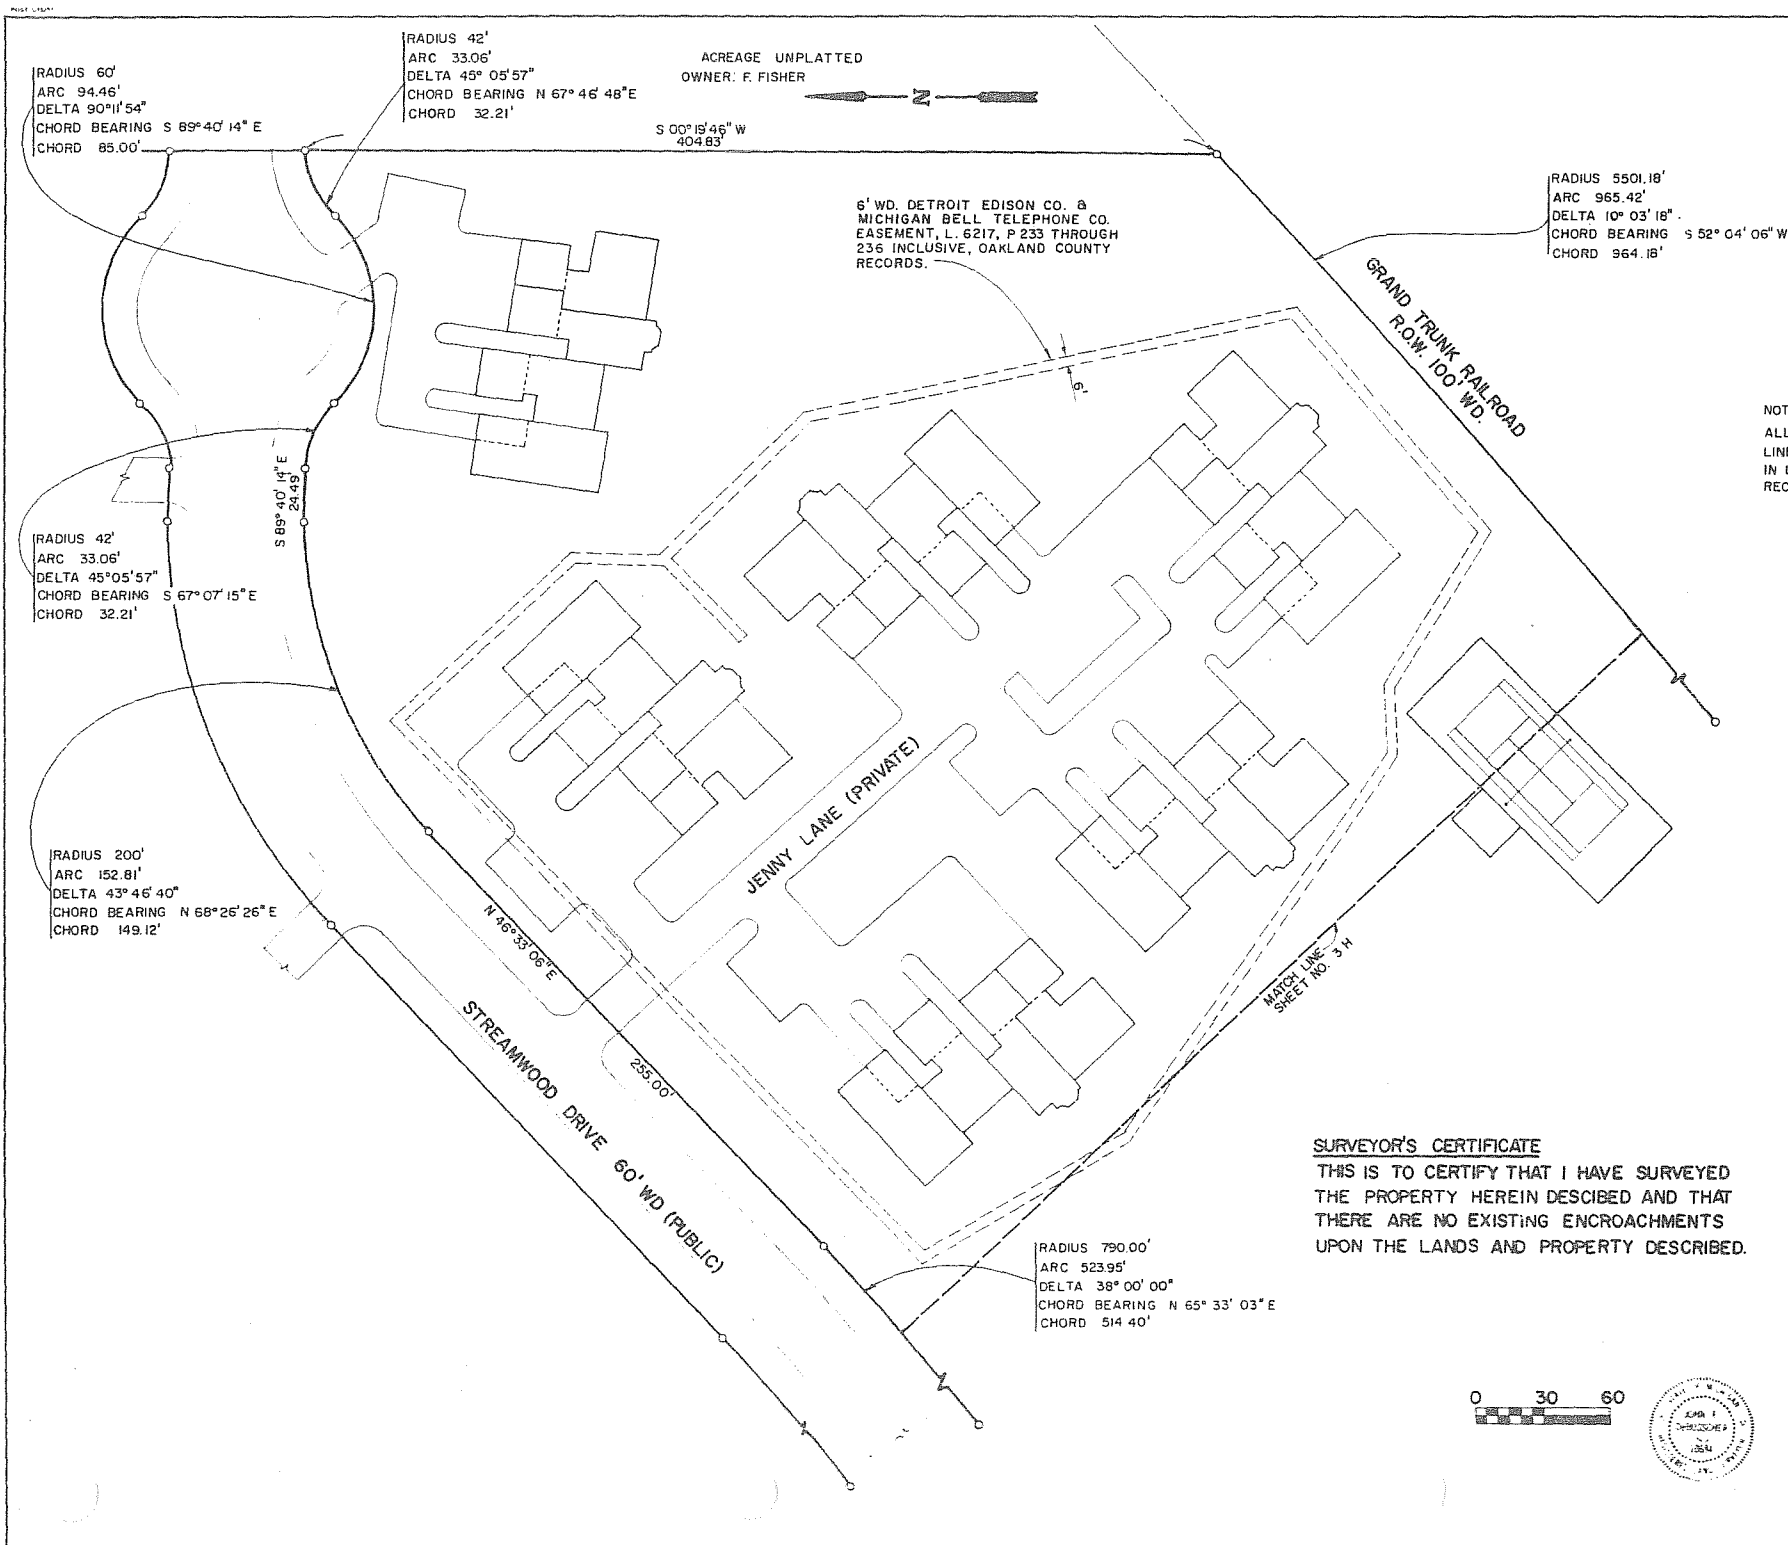 RADIUS 60'
ARC 94.46'
DELTA 90°11'54"
CHORD BEARING S 89°40'14" E
CHORD 85.00'
RADIUS 42'
ARC 33.06'
DELTA 45° 05'57"
CHORD BEARING N 67°46'48"E
CHORD 32.21'
ACREAGE UNPLATTED
OWNER: F. FISHER
N
S 00°19'46" W
404.83'
RADIUS 5501.18'
ARC 965.42'
DELTA 10° 03'18"
CHORD BEARING S 52° 04' 06" W
CHORD 964.18'
6' WD. DETROIT EDISON CO. &
MICHIGAN BELL TELEPHONE CO.
EASEMENT, L. 6217, P 233 THROUGH
236 INCLUSIVE, OAKLAND COUNTY
RECORDS.
6'
GRAND TRUNK RAILROAD
R.O.W. 100' WD.
NOT
ALL
LIN
IN
REC
S 89° 40' 14" E
24.49'
RADIUS 42'
ARC 33.06'
DELTA 45°05'57"
CHORD BEARING S 67°07'15"E
CHORD 32.21'
RADIUS 200'
ARC 152.81'
DELTA 43°46'40"
CHORD BEARING N 68°26'26"E
CHORD 149.12'
JENNY LANE (PRIVATE)
N 46°33'06"E
255.00'
STREAMWOOD DRIVE 60' WD (PUBLIC)
MATCH LINE
SHEET NO. 3 H
RADIUS 790.00'
ARC 523.95'
DELTA 38° 00' 00"
CHORD BEARING N 65° 33' 03" E
CHORD 514 40'
SURVEYOR'S CERTIFICATE
THIS IS TO CERTIFY THAT I HAVE SURVEYED
THE PROPERTY HEREIN DESCIBED AND THAT
THERE ARE NO EXISTING ENCROACHMENTS
UPON THE LANDS AND PROPERTY DESCRIBED.
0 30 60